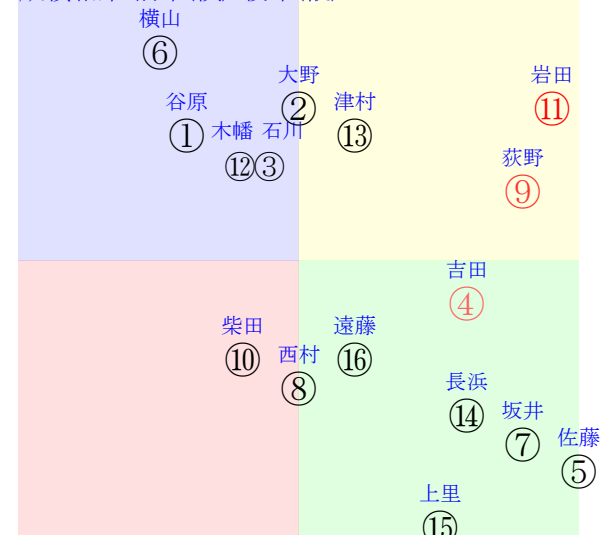 横山
⑥
大野
②
岩田
⑪
谷原
①
津村
⑬
木幡
⑫
石川
③
荻野
⑨
吉田
④
柴田
⑩
遠藤
⑯
西村
⑧
長浜
⑭
坂井
⑦
佐藤
⑤
上里
⑮